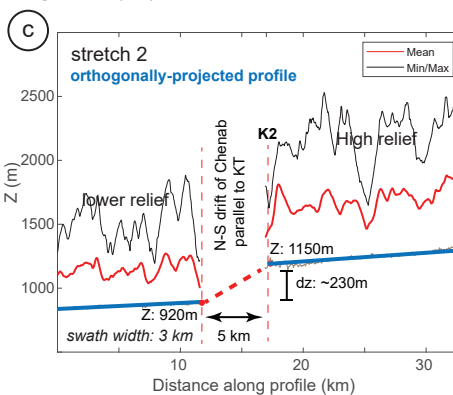 C
stretch 2
orthogonally-projected profile
Mean
Min/Max
Z (m)
2500
2000
1500
1000
lower relief
N-S drift of Chenab
parallel to KT
K2
High relief
Z: 1150m
dz: ~230m
Z: 920m
swath width: 3 km
5 km
0
10
20
30
Distance along profile (km)